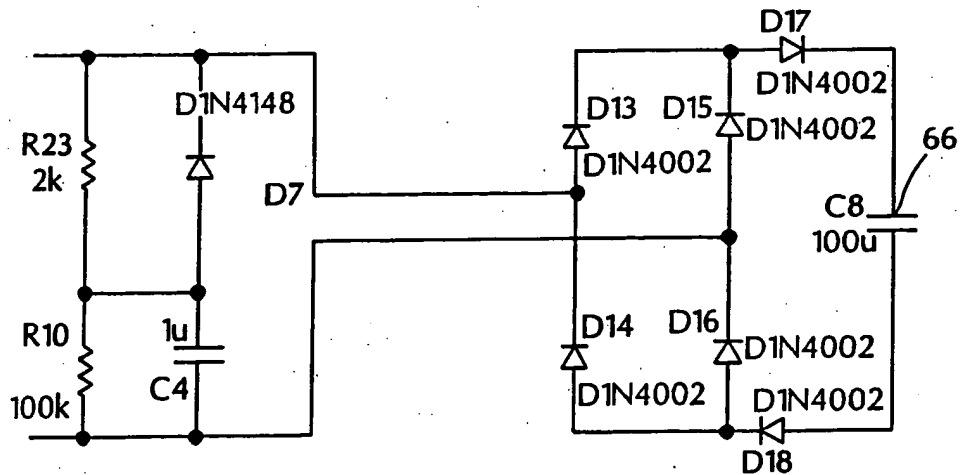 D17
D1N4002
D1N4148
D13
D15
D1N4002
D1N4002
66
R23
2k
D7
C8
100u
R10
1u
D14
D16
D1N4002
C4
D1N4002
100k
D1N4002
D18